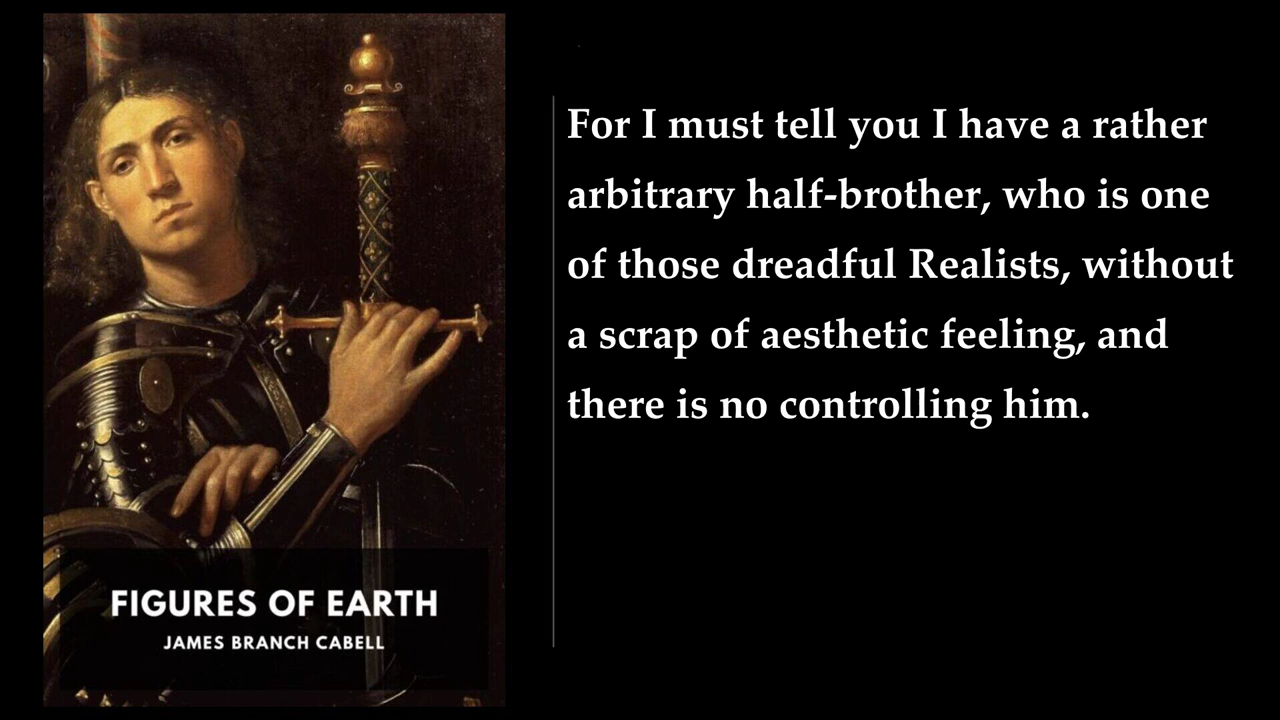 For I must tell you I have a rather
arbitrary half-brother, who is one
of those dreadful Realists, without
a scrap of aesthetic feeling, and
there is no controlling him.
FIGURES OF EARTH
JAMES BRANCH CABELL